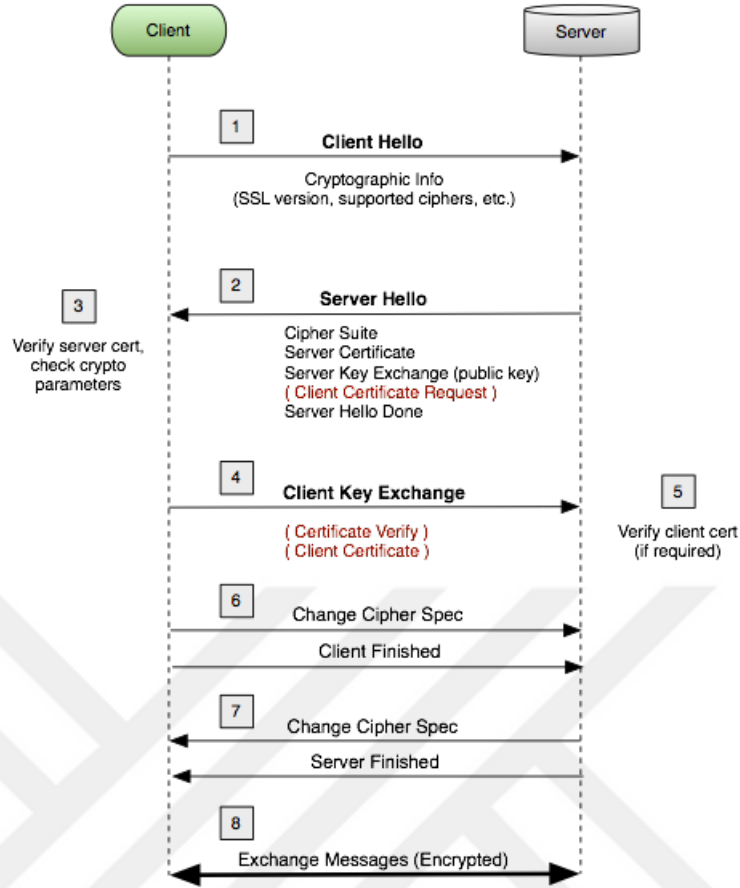 Client
Server
1
Client Hello
Cryptographic Info
(SSL version, supported ciphers, etc.)
2
Server Hello
3
Verify server cert,
check crypto
parameters
Cipher Suite
Server Certificate
Server Key Exchange (public key)
( Client Certificate Request )
Server Hello Done
4
Client Key Exchange
( Certificate Verify )
( Client Certificate )
5
Verify client cert
(if required)
6
Change Cipher Spec
Client Finished
7
Change Cipher Spec
Server Finished
8
Exchange Messages (Encrypted)